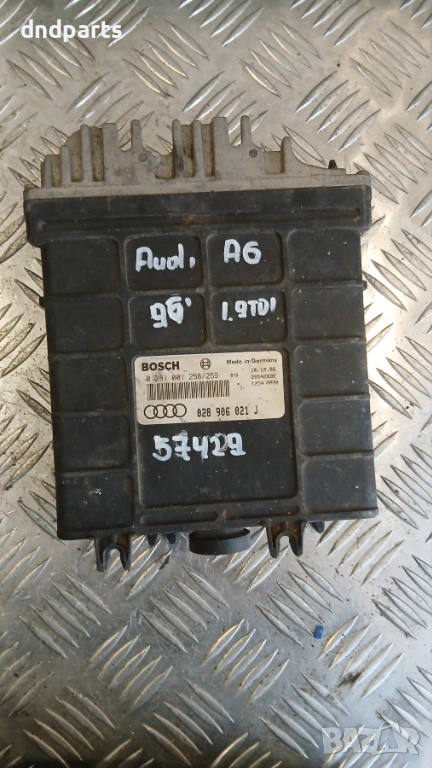 dndparts
Audi A6
96' 1.9TDI
BOSCH Made in Germany
0 281 001 258/259
028 906 021 J
57429
BAZAR